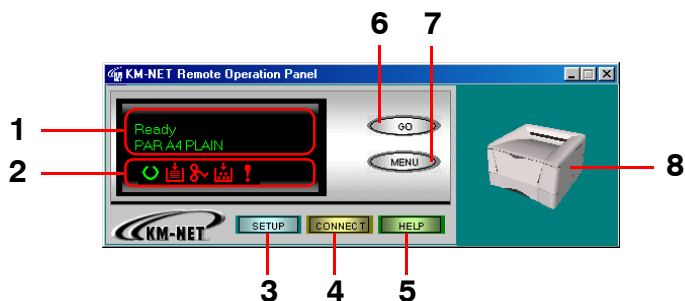 6 7
KM-NET Remote Operation Panel
1
Ready
PAR A4 PLAIN
GO
2
MENU
8
KM-NET
SETUP
CONNECT
HELP
3 4 5